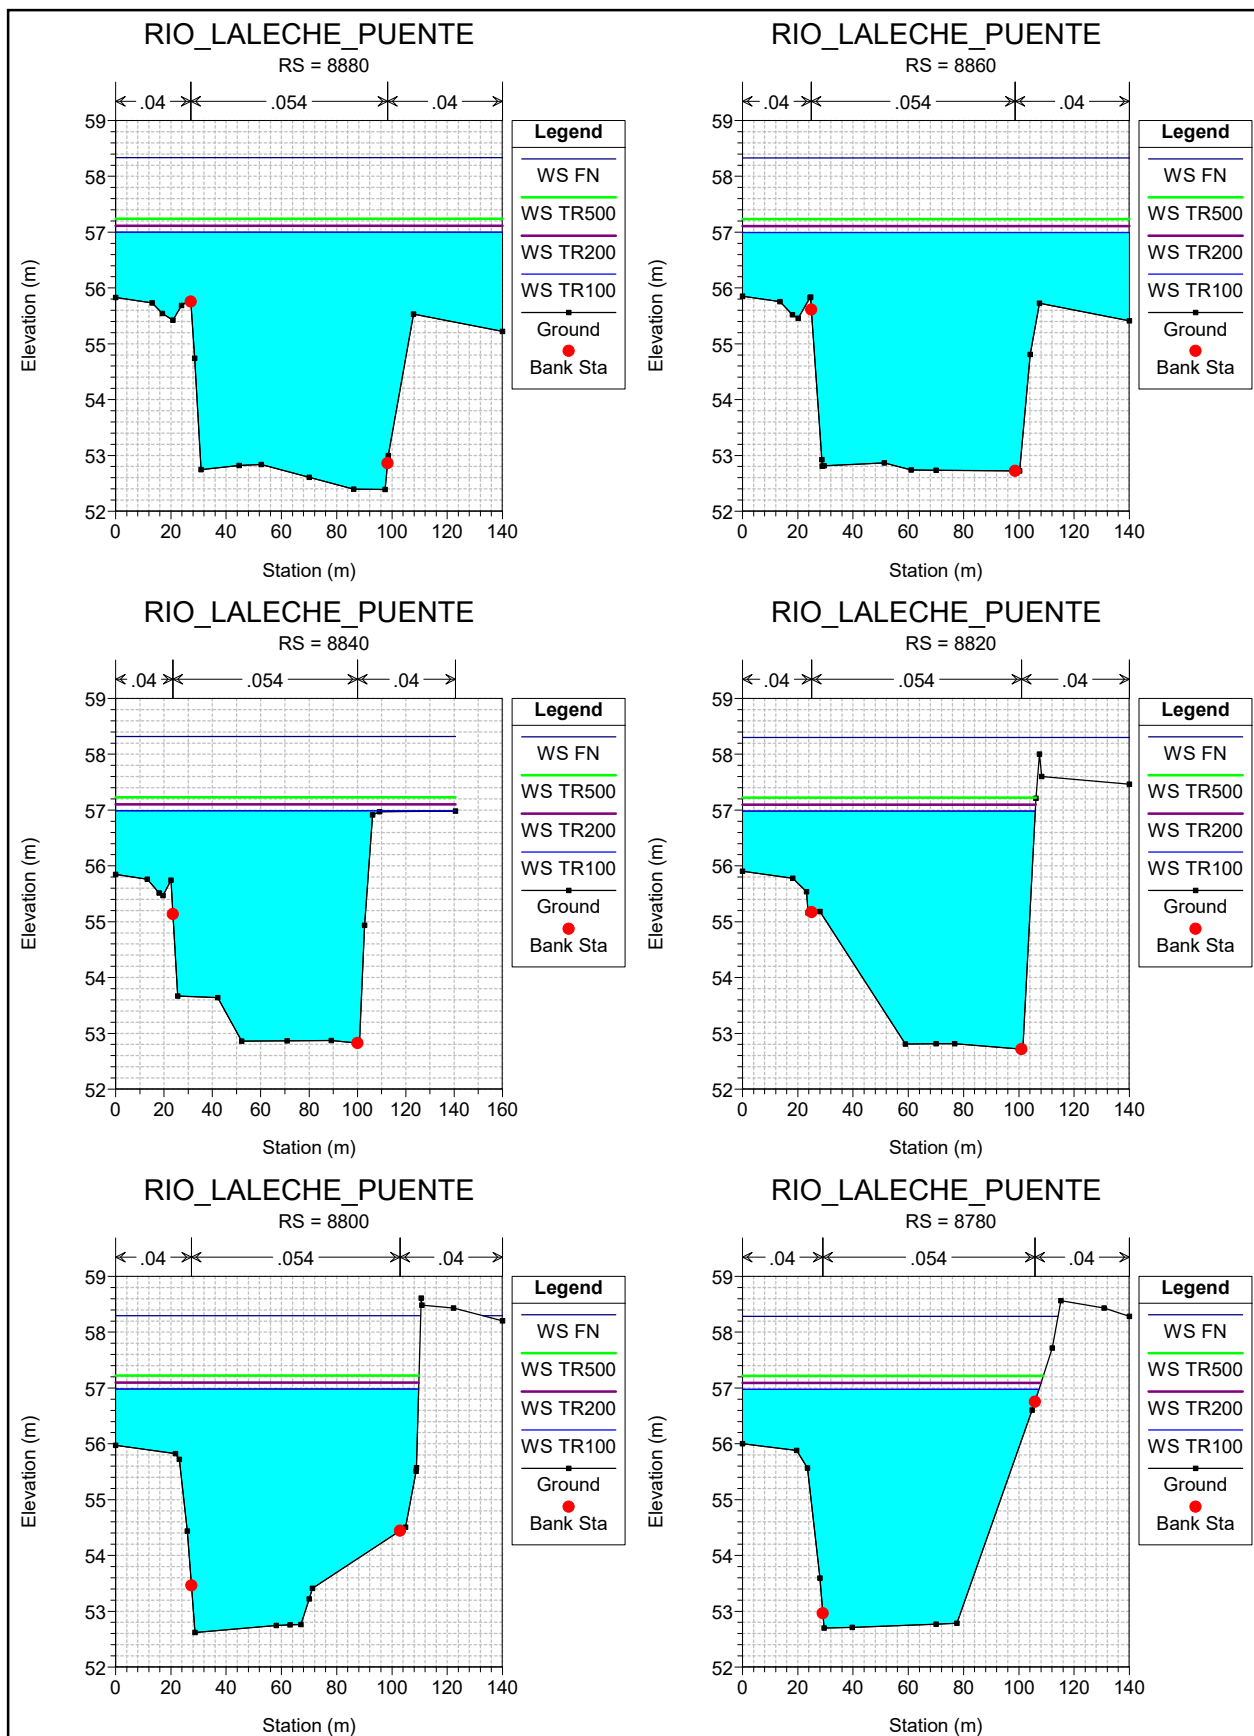 RIO_LALECHE_PUENTE
RS = 8880
.04 .054 .04
59
58
57
56
55
54
53
52
Elevation (m)
0 20 40 60 80 100 120 140
Station (m)
Legend
WS FN
WS TR500
WS TR200
WS TR100
Ground
Bank Sta
RIO_LALECHE_PUENTE
RS = 8860
.04 .054 .04
59
58
57
56
55
54
53
52
Elevation (m)
0 20 40 60 80 100 120 140
Station (m)
Legend
WS FN
WS TR500
WS TR200
WS TR100
Ground
Bank Sta
RIO_LALECHE_PUENTE
RS = 8840
.04 .054 .04
59
58
57
56
55
54
53
52
Elevation (m)
0 20 40 60 80 100 120 140 160
Station (m)
Legend
WS FN
WS TR500
WS TR200
WS TR100
Ground
Bank Sta
RIO_LALECHE_PUENTE
RS = 8820
.04 .054 .04
59
58
57
56
55
54
53
52
Elevation (m)
0 20 40 60 80 100 120 140
Station (m)
Legend
WS FN
WS TR500
WS TR200
WS TR100
Ground
Bank Sta
RIO_LALECHE_PUENTE
RS = 8800
.04 .054 .04
59
58
57
56
55
54
53
52
Elevation (m)
0 20 40 60 80 100 120 140
Station (m)
Legend
WS FN
WS TR500
WS TR200
WS TR100
Ground
Bank Sta
RIO_LALECHE_PUENTE
RS = 8780
.04 .054 .04
59
58
57
56
55
54
53
52
Elevation (m)
0 20 40 60 80 100 120 140
Station (m)
Legend
WS FN
WS TR500
WS TR200
WS TR100
Ground
Bank Sta